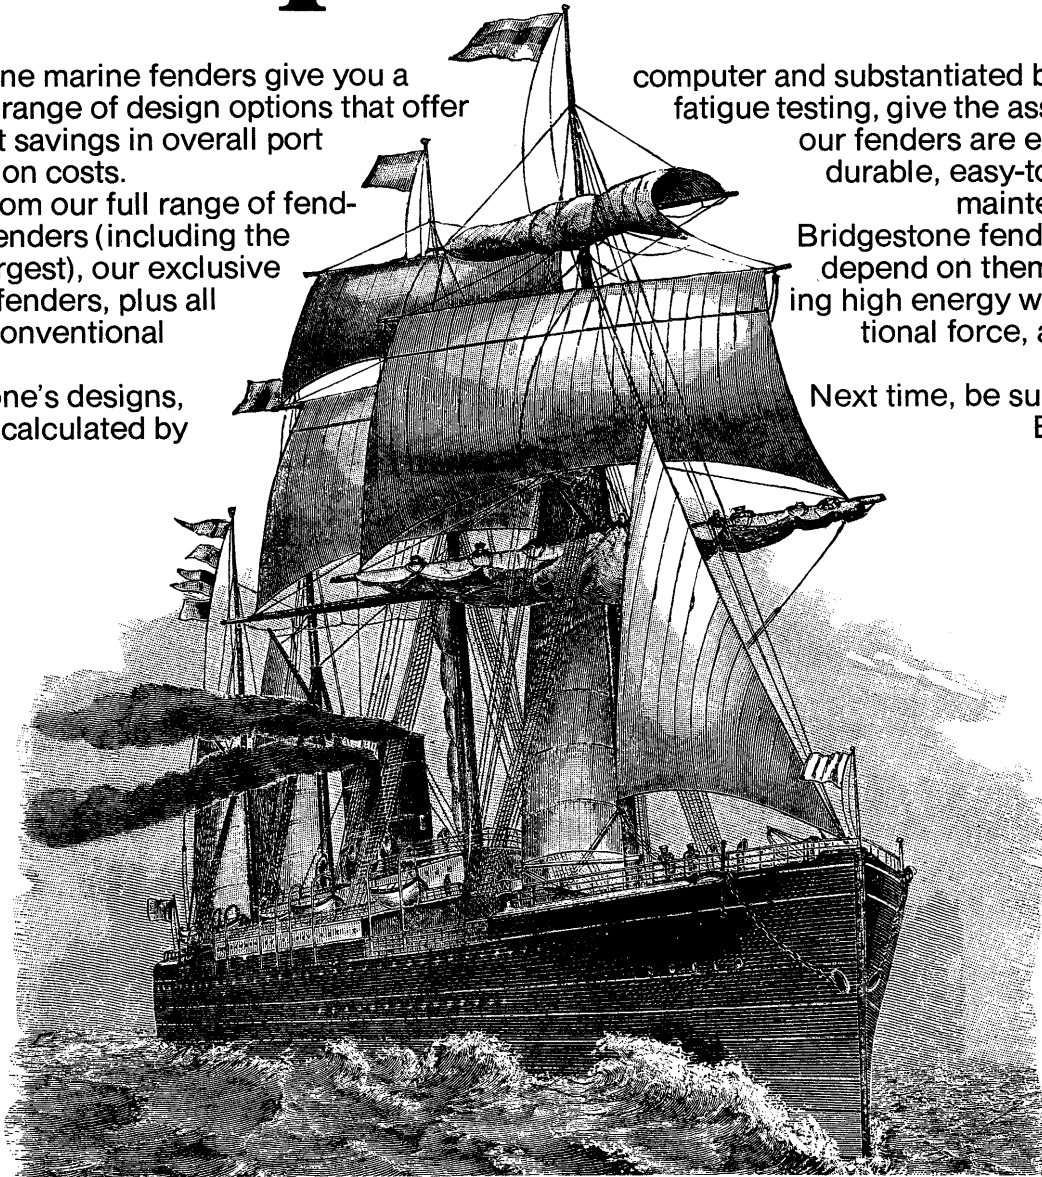 ne marine fenders give you a
range of design options that offer
t savings in overall port
on costs.
om our full range of fend-
enders (including the
rgest), our exclusive
fenders, plus all
onventional
ne's designs,
calculated by
computer and substantiated b
fatigue testing, give the ass
our fenders are e
durable, easy-to
mainte
Bridgestone fend
depend on them
ing high energy w
tional force, a
Next time, be su
B